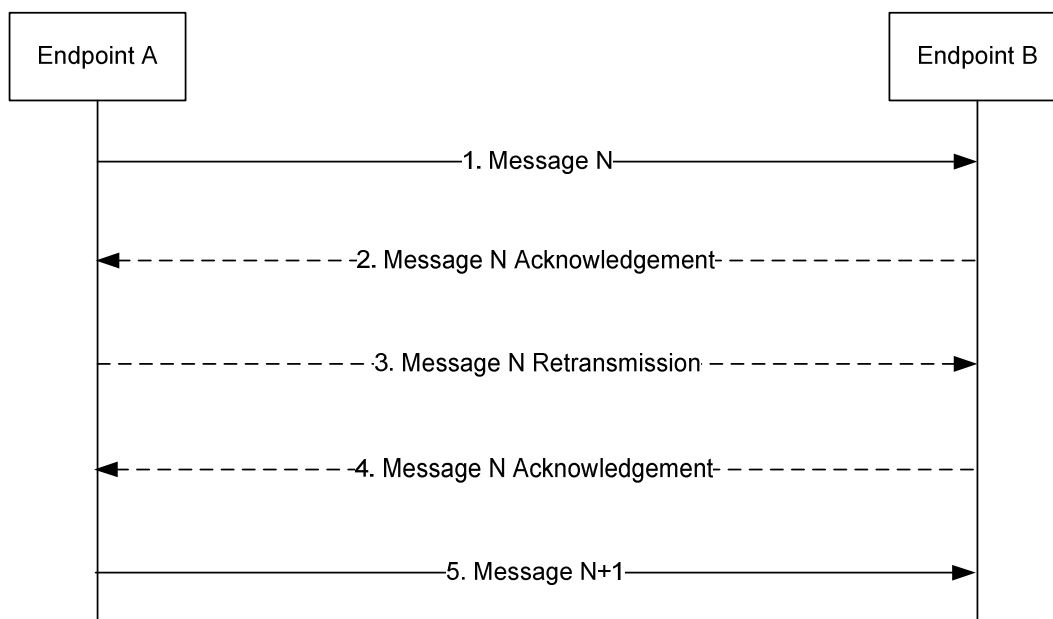 Endpoint A
Endpoint B
1. Message N
2. Message N Acknowledgement
3. Message N Retransmission
4. Message N Acknowledgement
5. Message N+1